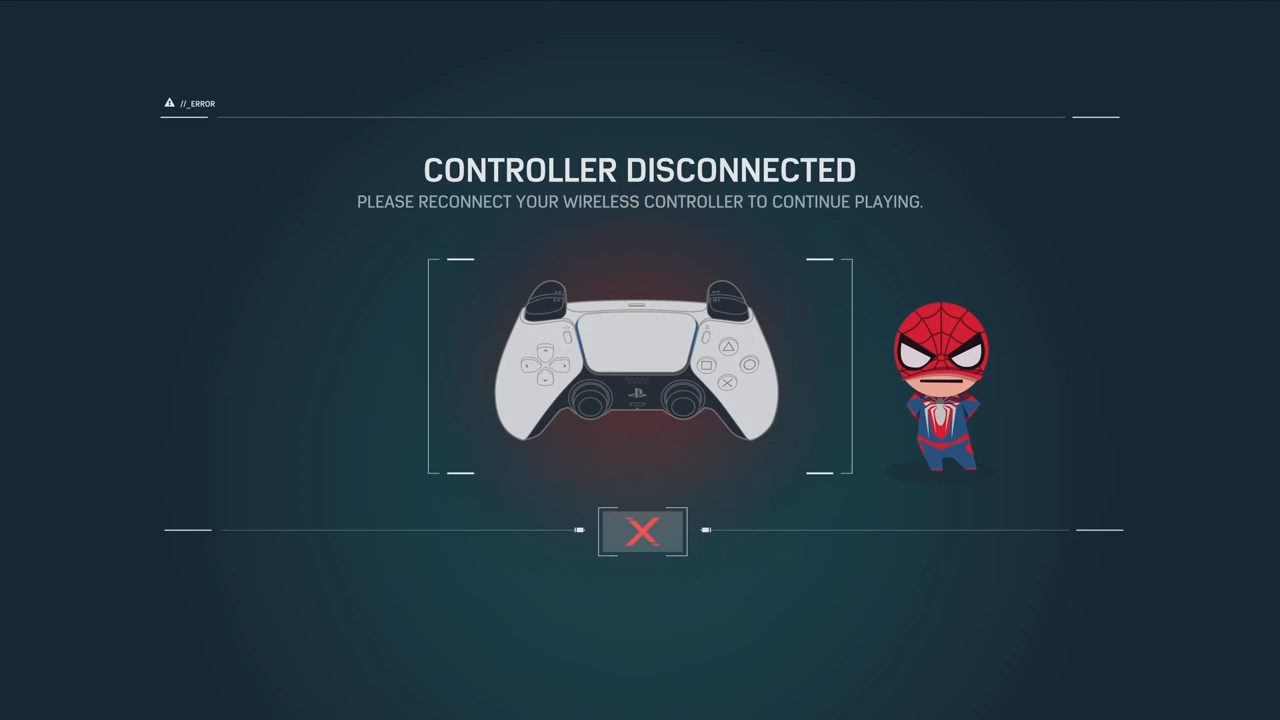 //_ERROR
CONTROLLER DISCONNECTED
PLEASE RECONNECT YOUR WIRELESS CONTROLLER TO CONTINUE PLAYING.